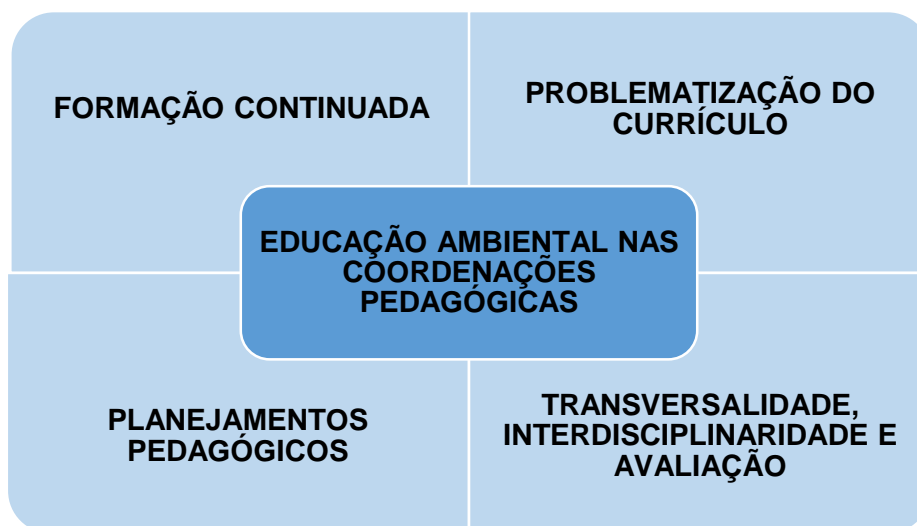 FORMAÇÃO CONTINUADA
PROBLEMATIZAÇÃO DO
CURRÍCULO
EDUCAÇÃO AMBIENTAL NAS
COORDENAÇÕES
PEDAGÓGICAS
PLANEJAMENTOS
PEDAGÓGICOS
TRANSVERSALIDADE,
INTERDISCIPLINARIDADE E
AVALIAÇÃO